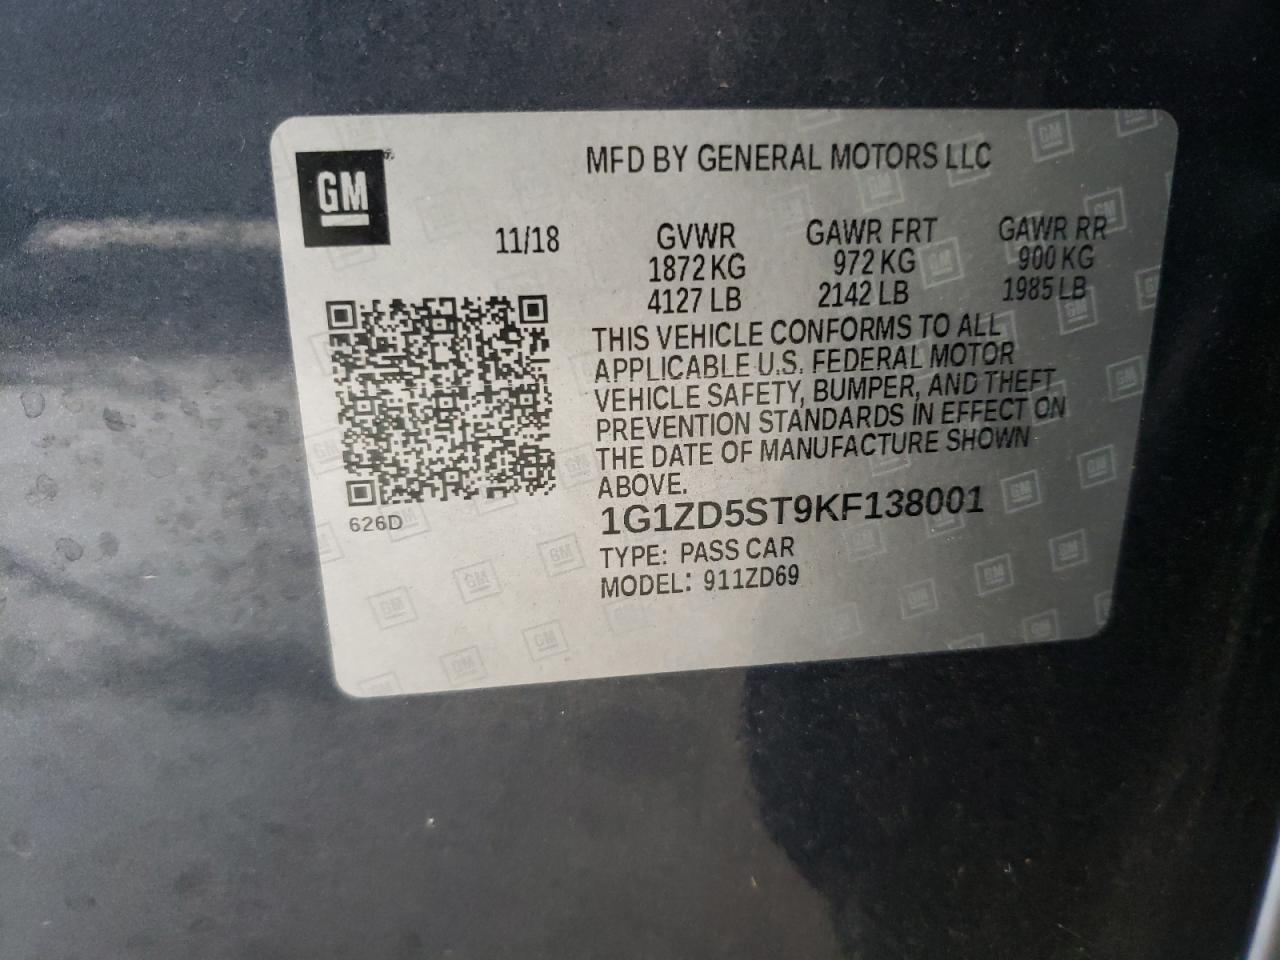 GM
MFD BY GENERAL MOTORS LLC
11/18
GVWR GAWR FRT GAWR RR
1872 KG 972 KG 900 KG
4127 LB 2142 LB 1985 LB
THIS VEHICLE CONFORMS TO ALL
APPLICABLE U.S. FEDERAL MOTOR
VEHICLE SAFETY, BUMPER, AND THEFT
PREVENTION STANDARDS IN EFFECT ON
THE DATE OF MANUFACTURE SHOWN
ABOVE.
626D
1G1ZD5ST9KF138001
TYPE: PASS CAR
MODEL: 911ZD69